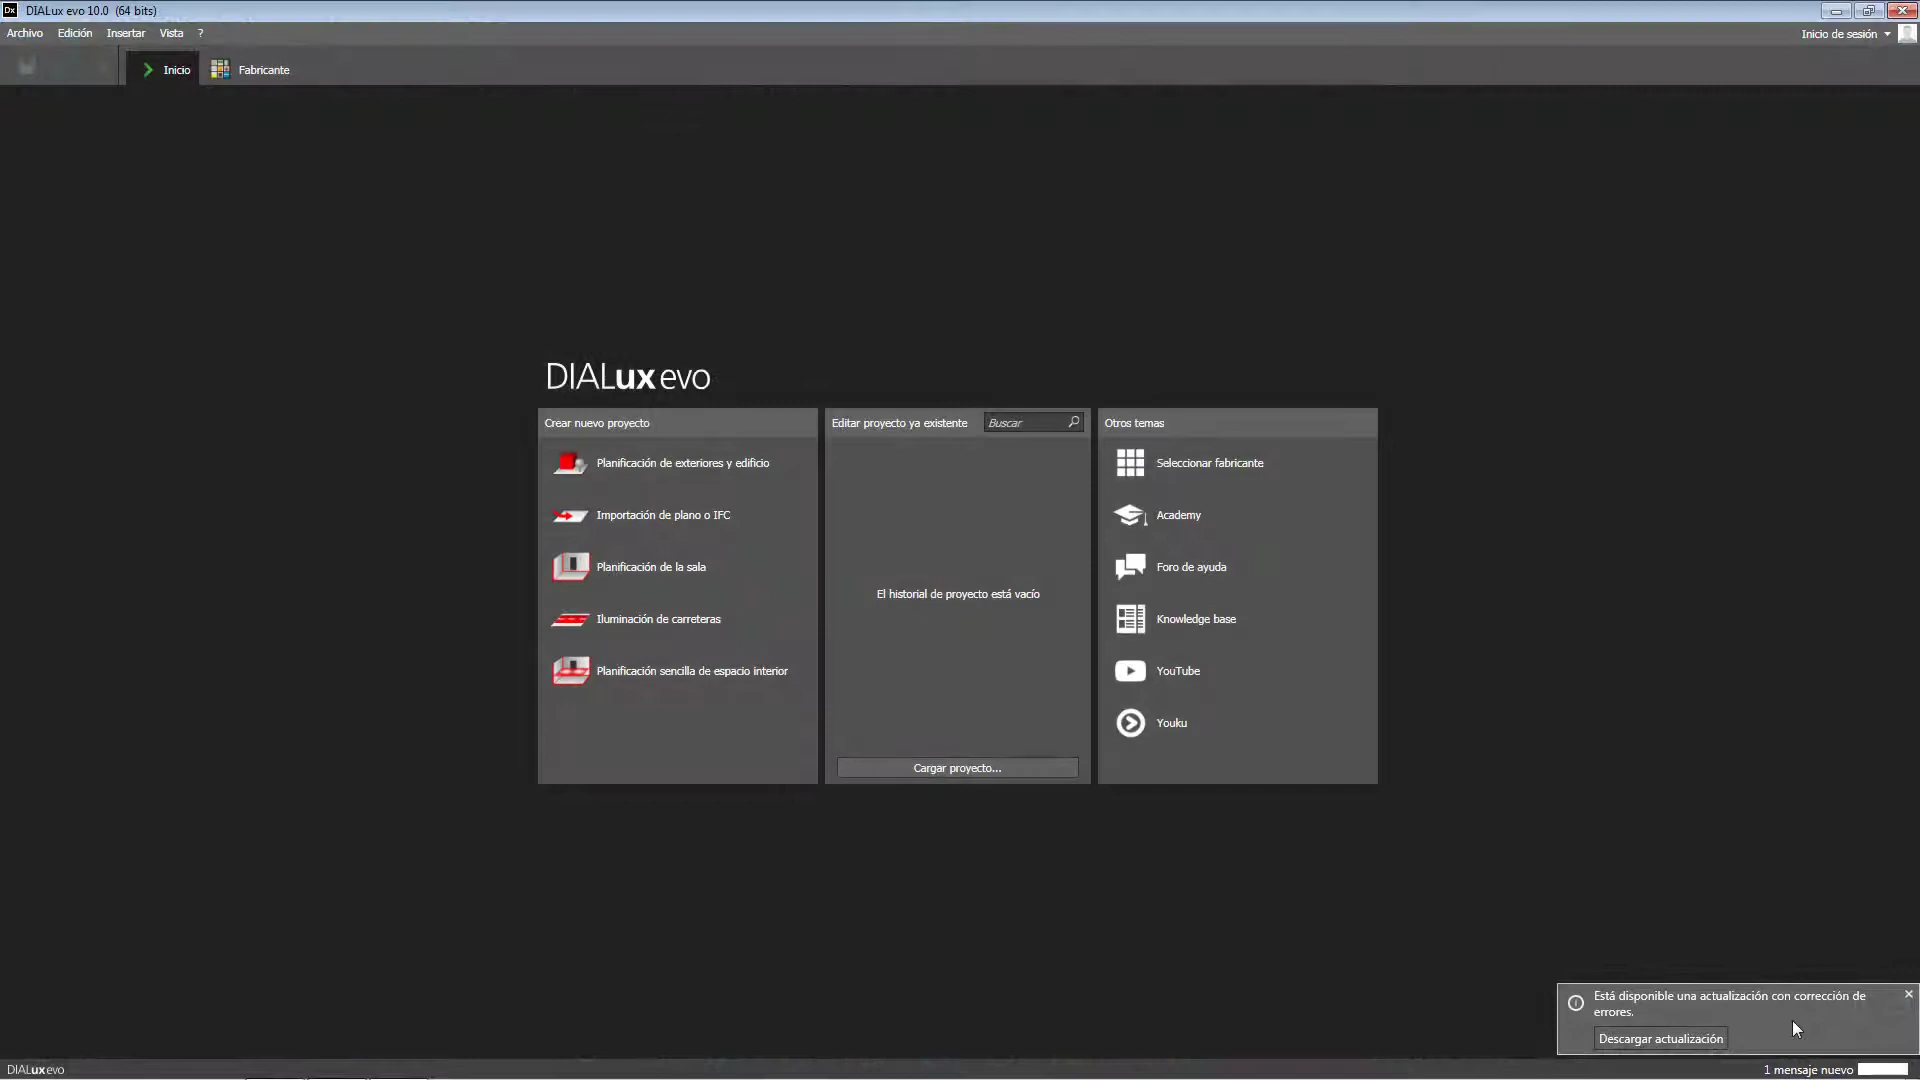 Dx DIALux evo 10.0 (64 bits)
Archivo Edición Insertar Vista ?
Inicio de sesión
Inicio Fabricante
DIALux evo
Crear nuevo proyecto
Planificación de exteriores y edificio
Importación de plano o IFC
Planificación de la sala
Iluminación de carreteras
Planificación sencilla de espacio interior
Editar proyecto ya existente Buscar
El historial de proyecto está vacío
Cargar proyecto...
Otros temas
Seleccionar fabricante
Academy
Foro de ayuda
Knowledge base
YouTube
Youku
Está disponible una actualización con corrección de
errores.
Descargar actualización
DIALux evo
1 mensaje nuevo